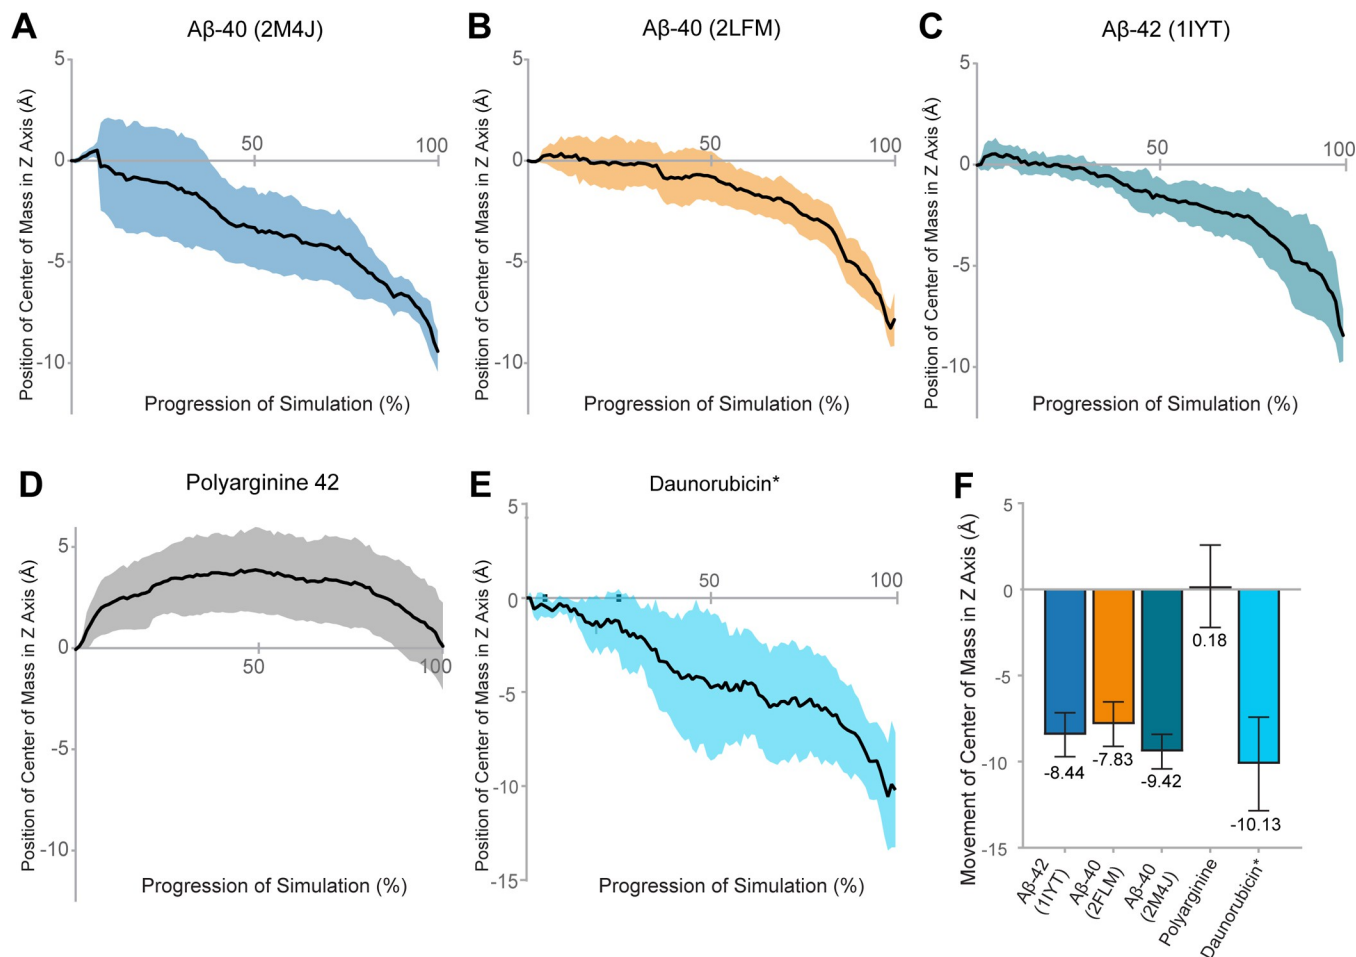 A
Aβ-40 (2M4J)
Position of Center of Mass in Z Axis (Å)
5
0
-5
-10
50
100
Progression of Simulation (%)
B
Aβ-40 (2LFM)
Position of Center of Mass in Z Axis (Å)
5
0
-5
-10
50
100
Progression of Simulation (%)
C
Aβ-42 (1IYT)
Position of Center of Mass in Z Axis (Å)
5
0
-5
-10
50
100
Progression of Simulation (%)
D
Polyarginine 42
Position of Center of Mass in Z Axis (Å)
5
0
-5
-10
50
100
Progression of Simulation (%)
E
Daunorubicin*
Position of Center of Mass in Z Axis (Å)
5
0
-5
-10
-15
50
100
Progression of Simulation (%)
F
Movement of Center of Mass in Z Axis (Å)
5
0
-5
-10
-15
-8.44
-7.83
-9.42
0.18
-10.13
Aβ-42
(1IYT)
Aβ-40
(2FLM)
Aβ-40
(2M4J)
Polyarginine
Daunorubicin*